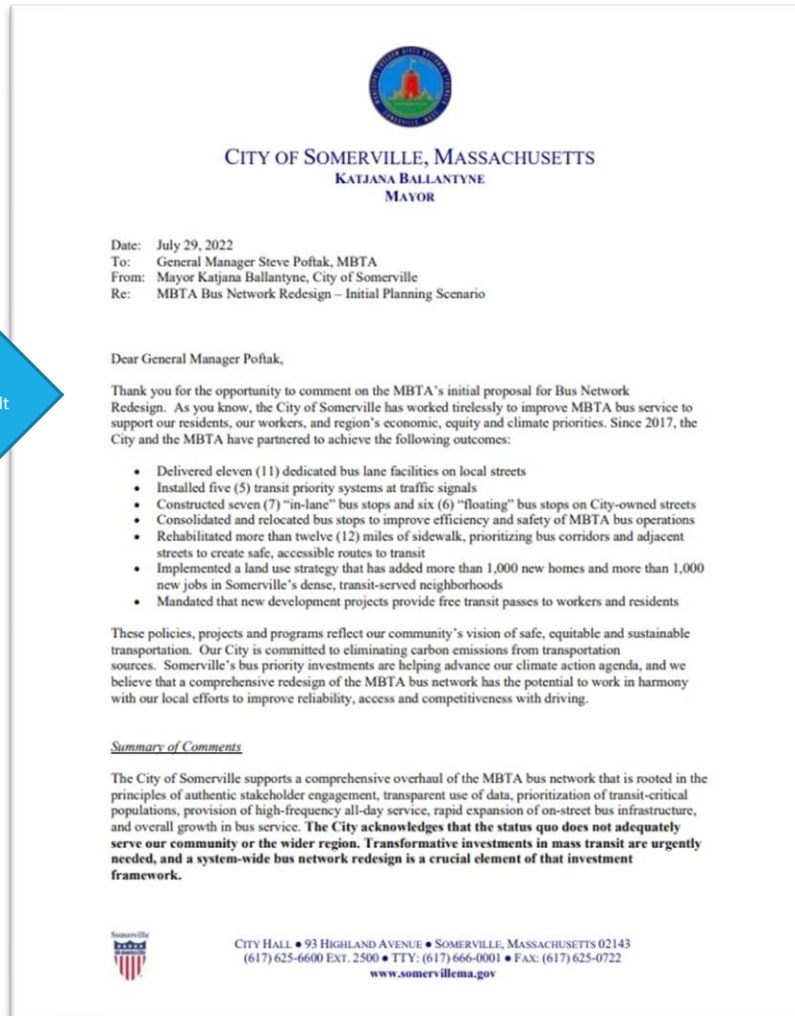 CITY OF SOMERVILLE, MASSACHUSETTS
KATJANA BALLANTYNE
MAYOR
Date: July 29, 2022
To: General Manager Steve Poftak, MBTA
From: Mayor Katjana Ballantyne, City of Somerville
Re: MBTA Bus Network Redesign – Initial Planning Scenario
Dear General Manager Poftak,
Thank you for the opportunity to comment on the MBTA's initial proposal for Bus Network
Redesign. As you know, the City of Somerville has worked tirelessly to improve MBTA bus service to
support our residents, our workers, and region's economic, equity and climate priorities. Since 2017, the
City and the MBTA have partnered to achieve the following outcomes:
• Delivered eleven (11) dedicated bus lane facilities on local streets
• Installed five (5) transit priority systems at traffic signals
• Constructed seven (7) "in-lane" bus stops and six (6) "floating" bus stops on City-owned streets
• Consolidated and relocated bus stops to improve efficiency and safety of MBTA bus operations
• Rehabilitated more than twelve (12) miles of sidewalk, prioritizing bus corridors and adjacent
streets to create safe, accessible routes to transit
• Implemented a land use strategy that has added more than 1,000 new homes and more than 1,000
new jobs in Somerville's dense, transit-served neighborhoods
• Mandated that new development projects provide free transit passes to workers and residents
These policies, projects and programs reflect our community's vision of safe, equitable and sustainable
transportation. Our City is committed to eliminating carbon emissions from transportation
sources. Somerville's bus priority investments are helping advance our climate action agenda, and we
believe that a comprehensive redesign of the MBTA bus network has the potential to work in harmony
with our local efforts to improve reliability, access and competitiveness with driving.
Summary of Comments
The City of Somerville supports a comprehensive overhaul of the MBTA bus network that is rooted in the
principles of authentic stakeholder engagement, transparent use of data, prioritization of transit-critical
populations, provision of high-frequency all-day service, rapid expansion of on-street bus infrastructure,
and overall growth in bus service. The City acknowledges that the status quo does not adequately
serve our community or the wider region. Transformative investments in mass transit are urgently
needed, and a system-wide bus network redesign is a crucial element of that investment
framework.
Somerville
CITY HALL • 93 HIGHLAND AVENUE • SOMERVILLE, MASSACHUSETTS 02143
(617) 625-6600 EXT. 2500 • TTY: (617) 666-0001 • FAX: (617) 625-0722
www.somervillema.gov